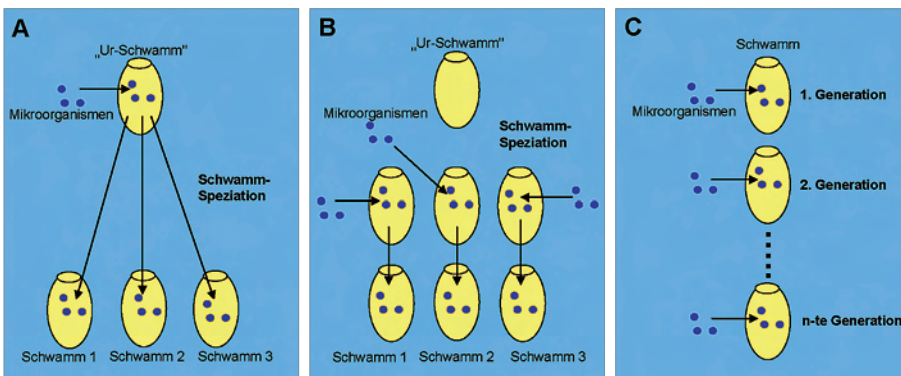 A
„Ur-Schwamm"
Mikroorganismen
Schwamm-
Speziation
Schwamm 1
Schwamm 2
Schwamm 3
B
„Ur-Schwamm"
Mikroorganismen
Schwamm-
Speziation
Schwamm 1
Schwamm 2
Schwamm 3
C
Schwamm
Mikroorganismen
1. Generation
2. Generation
n-te Generation